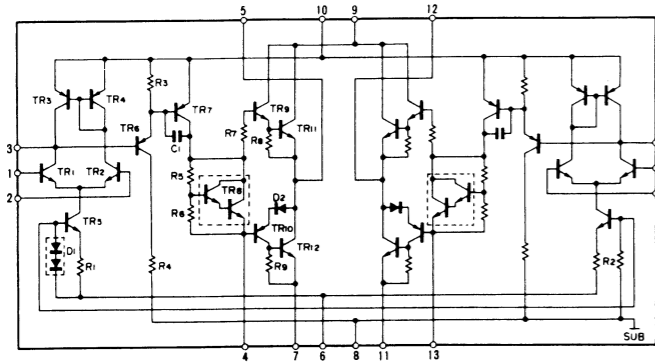 5 10 9 12
TR3 TR4 R3 TR7 TR9
TR6 R7 R8 TR11
C1
3
1 TR1 TR2 R5 TR8
2 D2
R6
TR5 TR10 TR12
D1 R1 R4 R9 R2
SUB
4 7 6 8 11 13